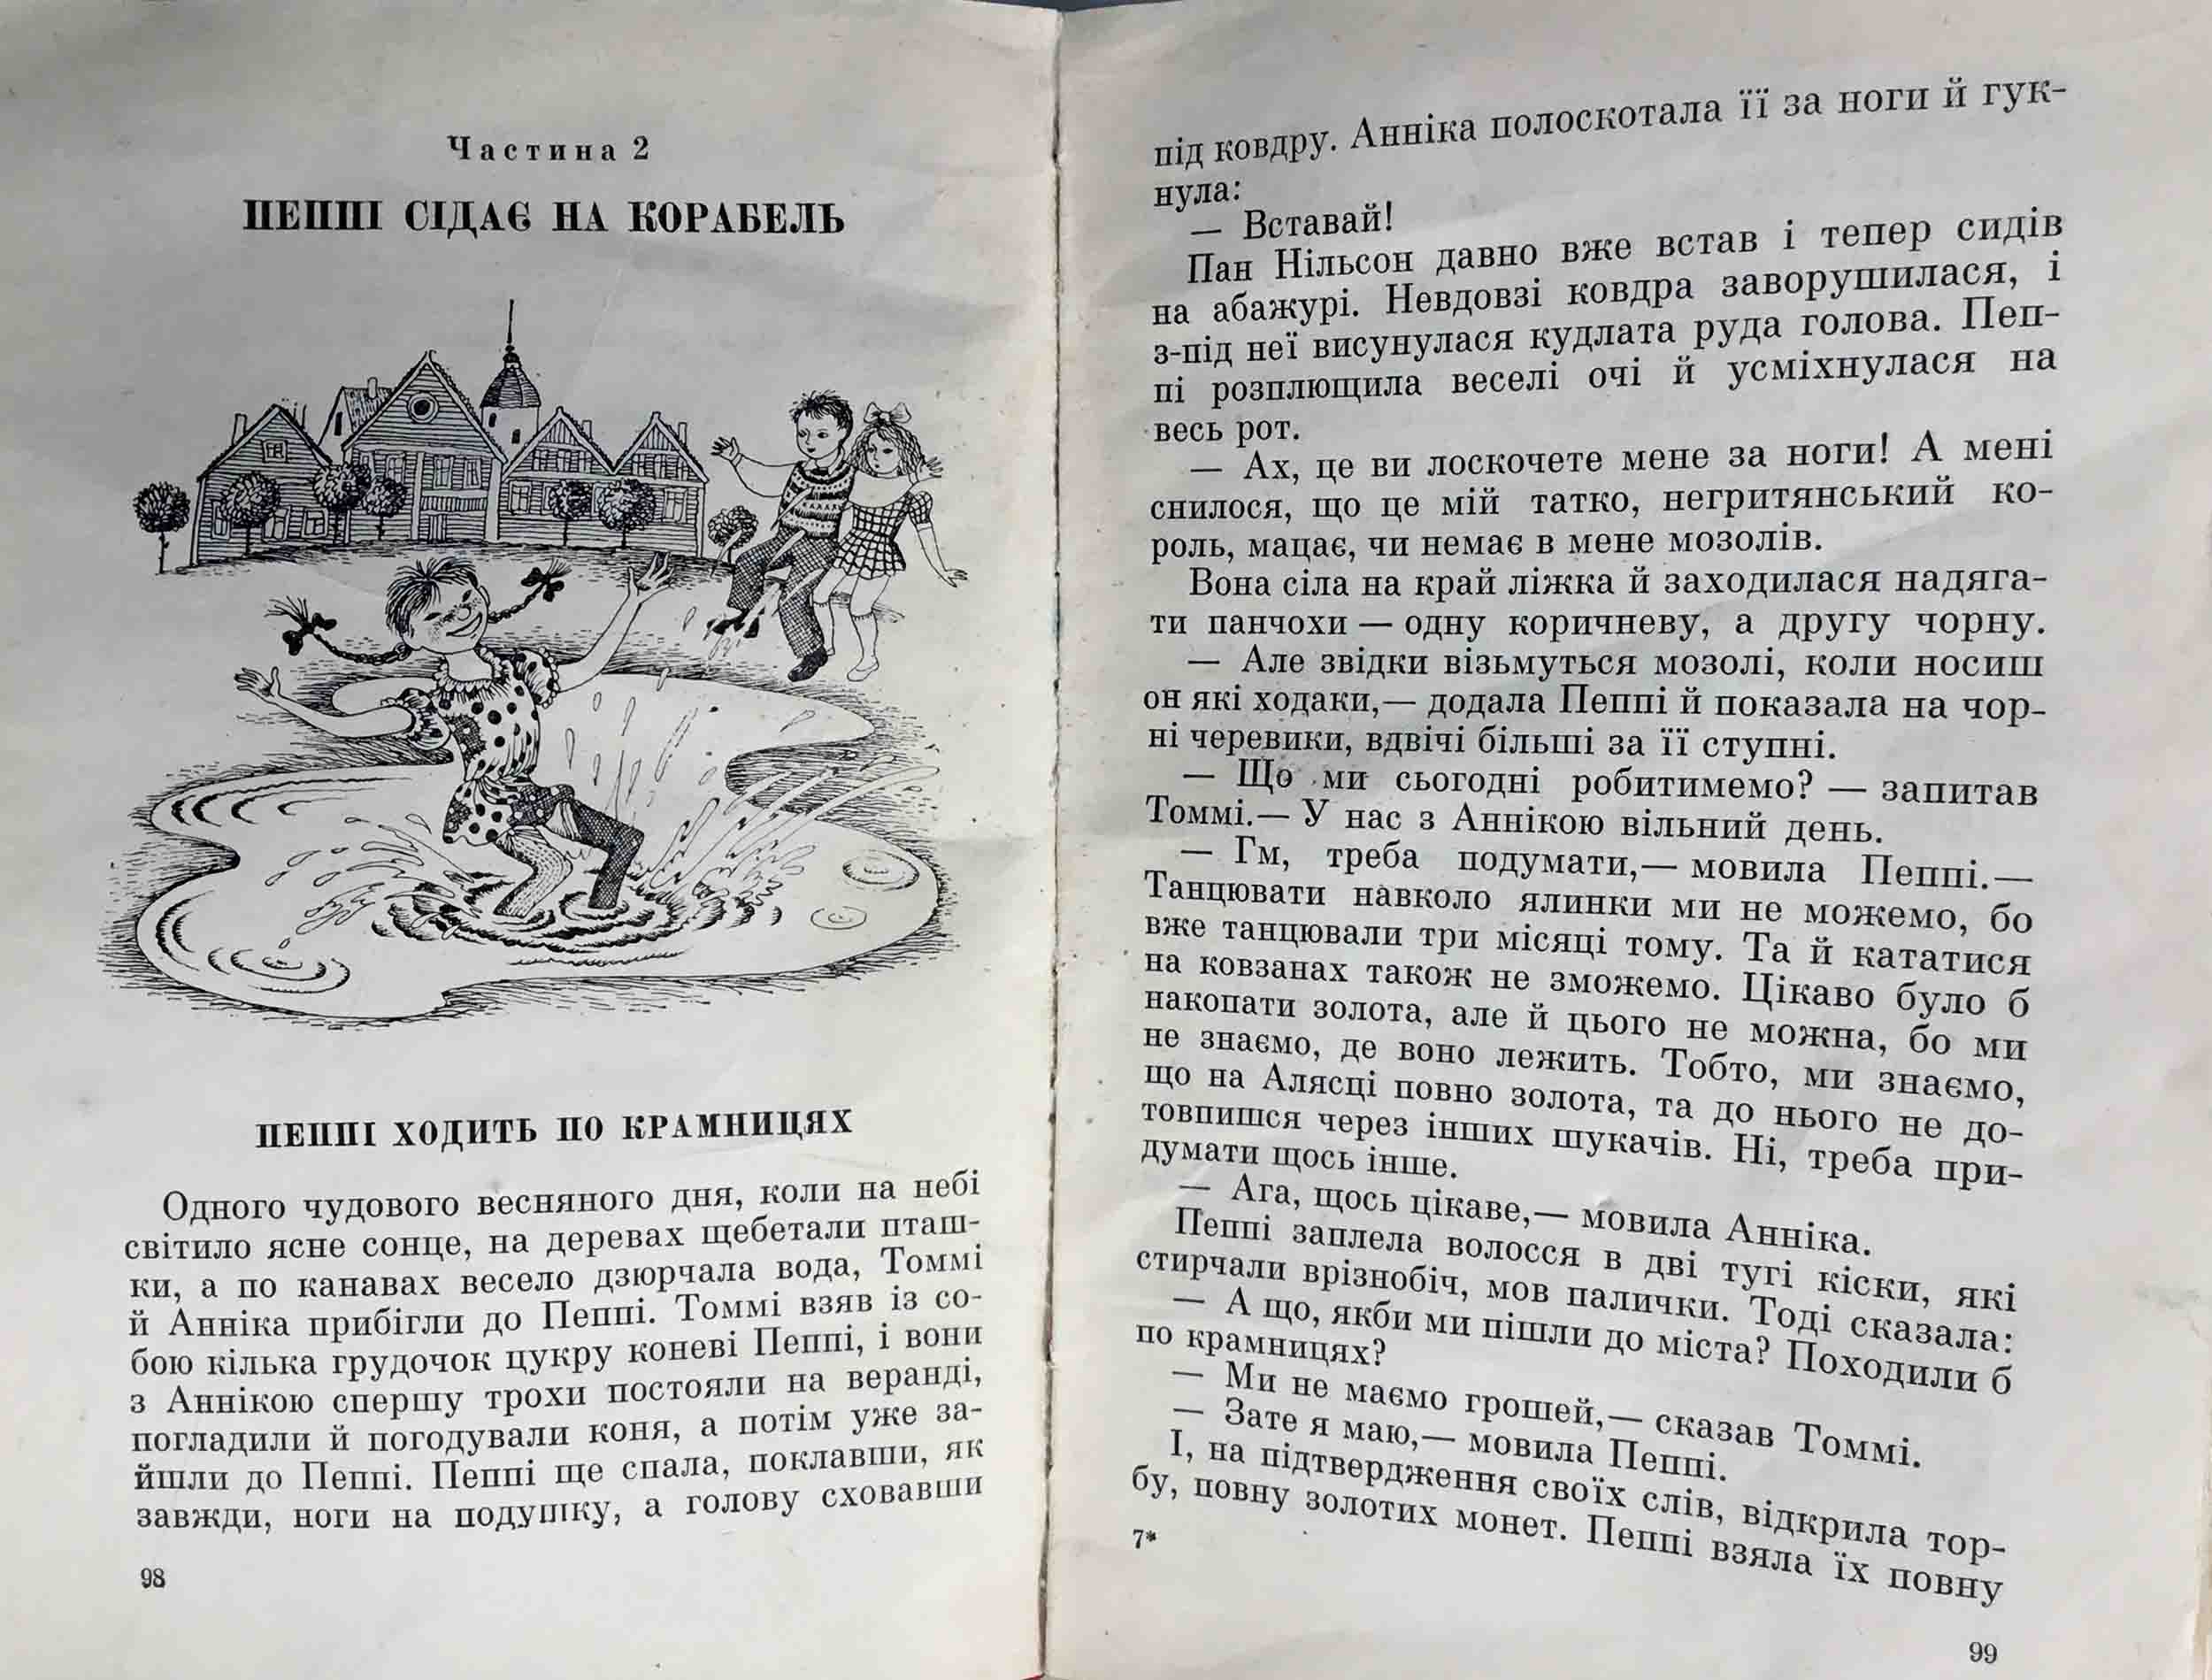 Частина 2
ПЕППІ СІДАЄ НА КОРАБЕЛЬ
ПЕППІ ХОДИТЬ ПО КРАМНИЦЯХ
Одного чудового весняного дня, коли на небі
світило ясне сонце, на деревах щебетали пташ-
ки, а по канавах весело дзюрчала вода, Томмі
й Анніка прибігли до Пеппі. Томмі взяв із со-
бою кілька грудочок цукру коневі Пеппі, і вони
з Аннікою спершу трохи постояли на веранді,
погладили й погодували коня, а потім уже за-
йшли до Пеппі. Пеппі ще спала, поклавши, як
завжди, ноги на подушку, а голову сховавши
98
під ковдру. Анніка полоскотала її за ноги й гук-
нула:
— Вставай!
Пан Нільсон давно вже встав і тепер сидів
на абажурі. Невдовзі ковдра заворушилася, і
з-під неї висунулася кудлата руда голова. Пеп-
пі розплющила веселі очі й усміхнулася на
весь рот.
— Ах, це ви лоскочете мене за ноги! А мені
снилося, що це мій татко, негритянський ко-
роль, мацає, чи немає в мене мозолів.
Вона сіла на край ліжка й заходилася надяга-
ти панчохи — одну коричневу, а другу чорну.
— Але звідки візьмуться мозолі, коли носиш
он які ходаки,— додала Пеппі й показала на чор-
ні черевики, вдвічі більші за її ступні.
— Що ми сьогодні робитимемо? — запитав
Томмі.— У нас з Аннікою вільний день.
— Гм, треба подумати,— мовила Пеппі.—
Танцювати навколо ялинки ми не можемо, бо
вже танцювали три місяці тому. Та й кататися
на ковзанах також не зможемо. Цікаво було б
накопати золота, але й цього не можна, бо ми
не знаємо, де воно лежить. Тобто, ми знаємо,
що на Алясці повно золота, та до нього не до-
товпишся через інших шукачів. Ні, треба при-
думати щось інше.
— Ага, щось цікаве,— мовила Анніка.
Пеппі заплела волосся в дві тугі кіски, які
стирчали врізнобіч, мов палички. Тоді сказала:
— А що, якби ми пішли до міста? Походили б
по крамницях?
— Ми не маємо грошей,— сказав Томмі.
— Зате я маю,— мовила Пеппі.
І, на підтвердження своїх слів, відкрила тор-
бу, повну золотих монет. Пеппі взяла їх повну
7*
99